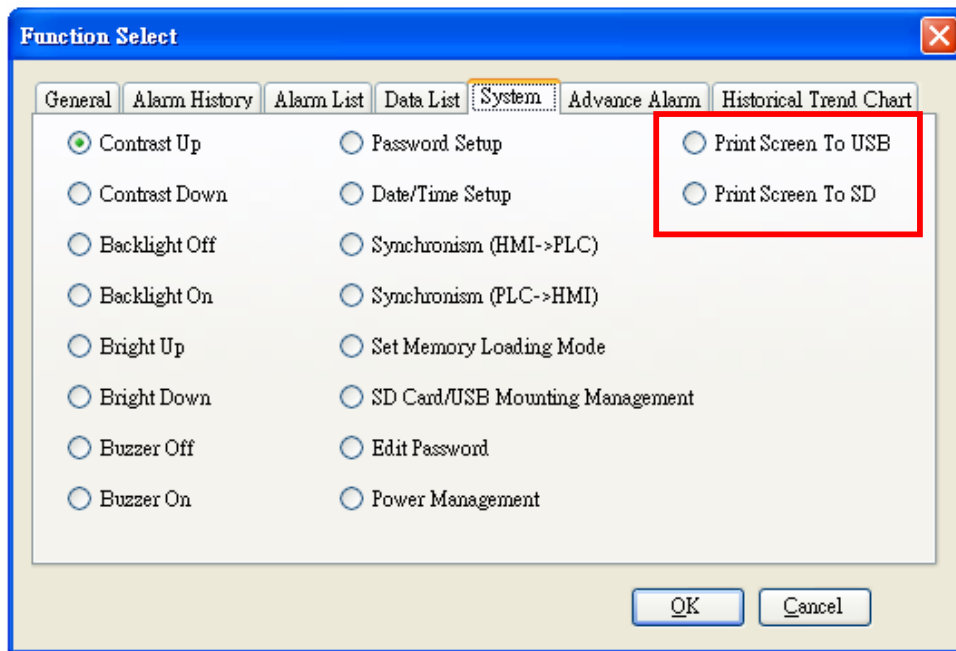 Function Select
General Alarm History Alarm List Data List System Advance Alarm Historical Trend Chart
Contrast Up Password Setup Print Screen To USB
Contrast Down Date/Time Setup Print Screen To SD
Backlight Off Synchronism (HMI->PLC)
Backlight On Synchronism (PLC->HMI)
Bright Up Set Memory Loading Mode
Bright Down SD Card/USB Mounting Management
Buzzer Off Edit Password
Buzzer On Power Management
OK Cancel